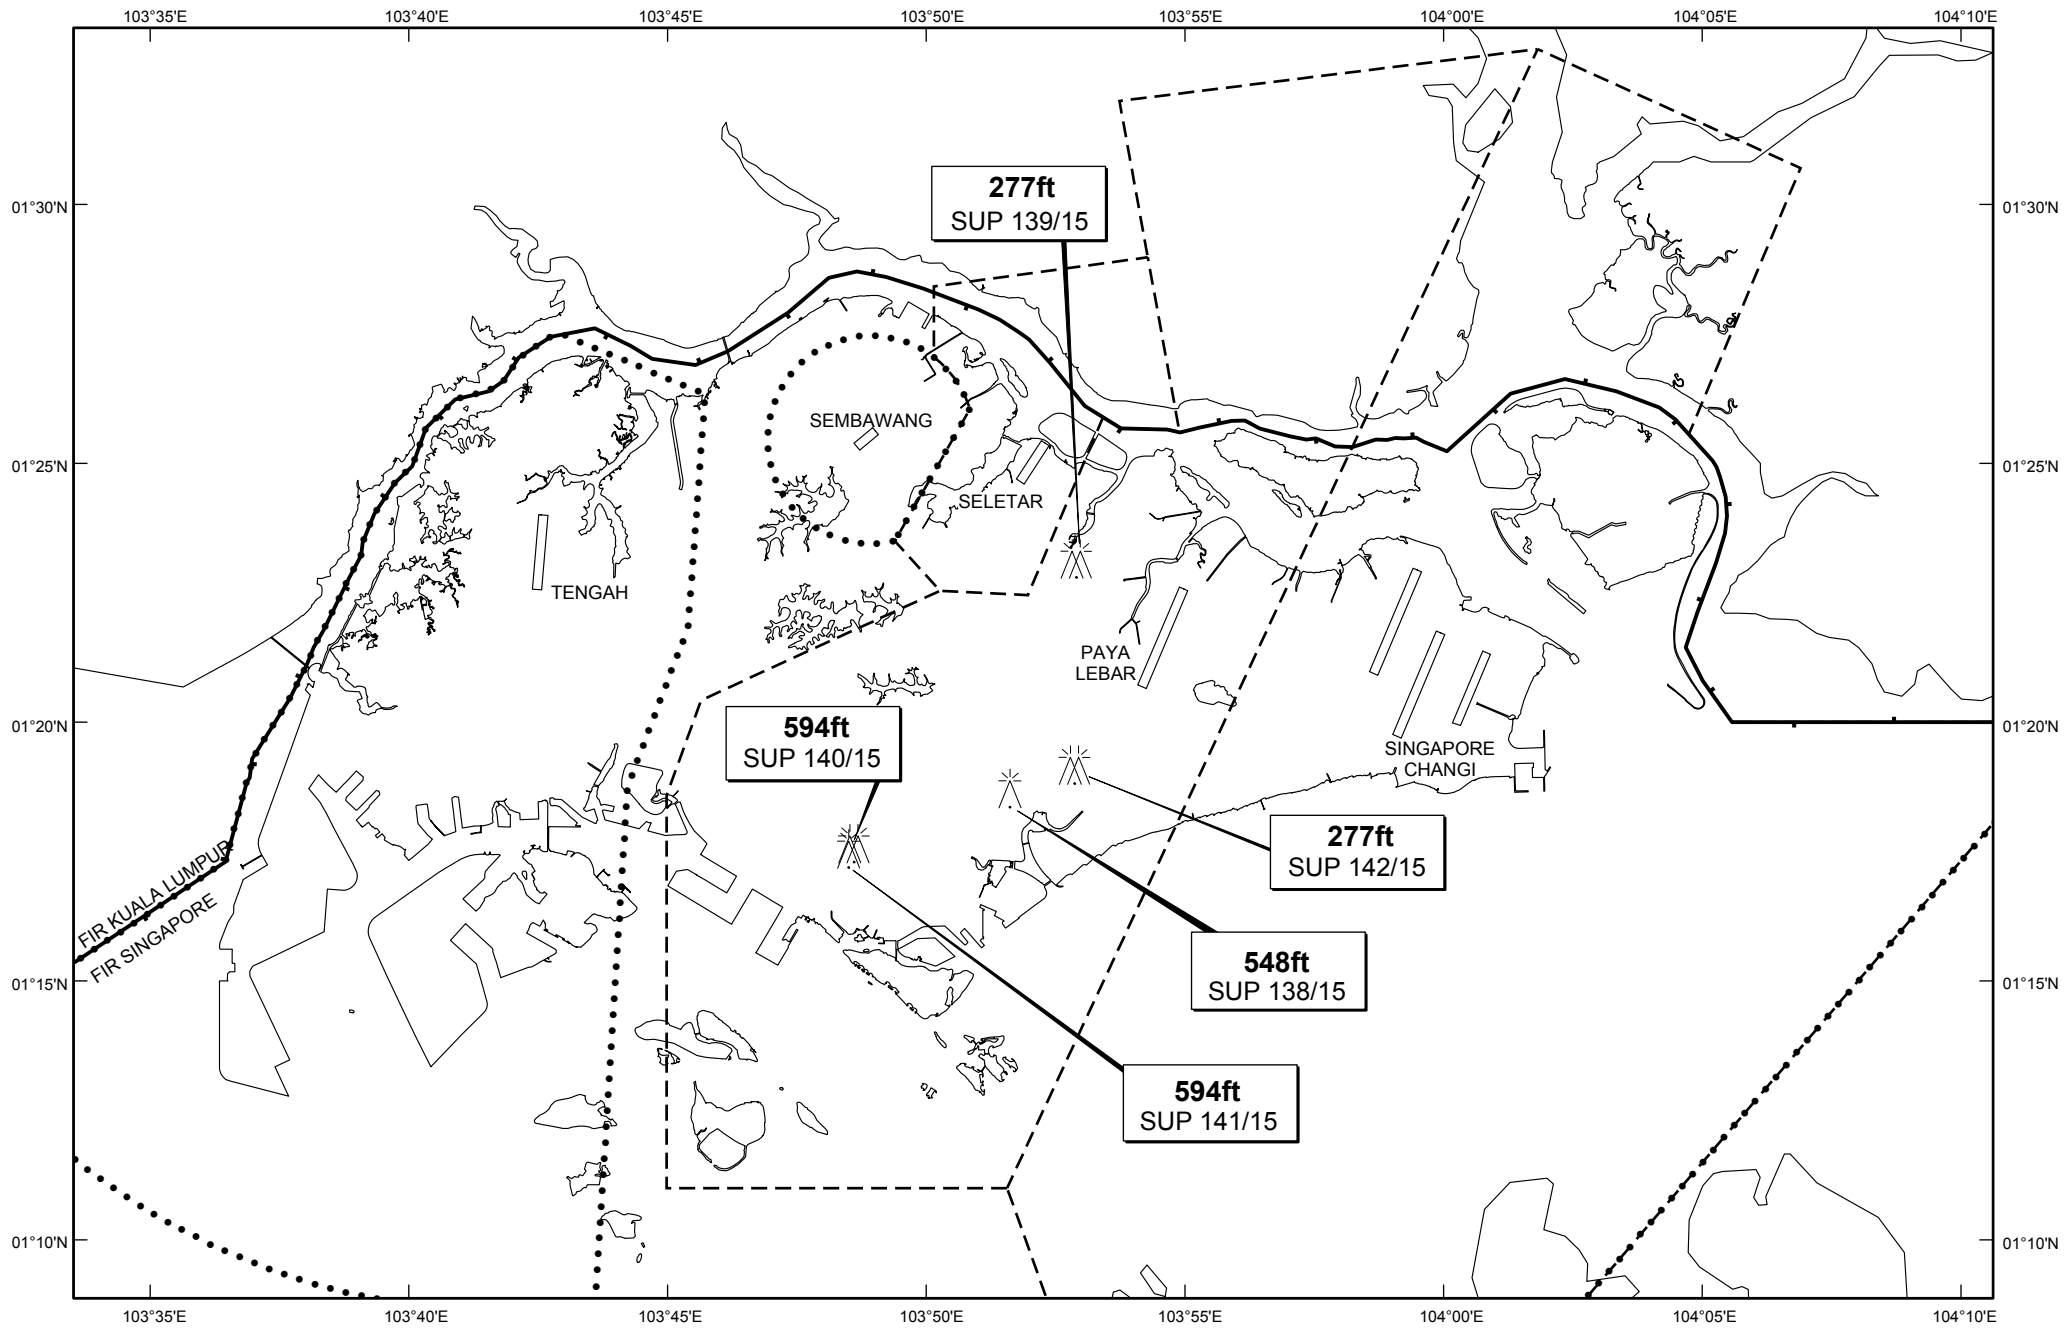 103°35'E
103°40'E
103°45'E
103°50'E
103°55'E
104°00'E
104°05'E
104°10'E
277ft
SUP 139/15
01°30'N
01°30'N
SEMBAWANG
01°25'N
01°25'N
SELETAR
TENGAH
PAYA
LEBAR
01°20'N
01°20'N
594ft
SUP 140/15
SINGAPORE
CHANGI
277ft
SUP 142/15
FIR KUALA LUMPUR
FIR SINGAPORE
548ft
SUP 138/15
01°15'N
01°15'N
594ft
SUP 141/15
01°10'N
01°10'N
103°35'E
103°40'E
103°45'E
103°50'E
103°55'E
104°00'E
104°05'E
104°10'E